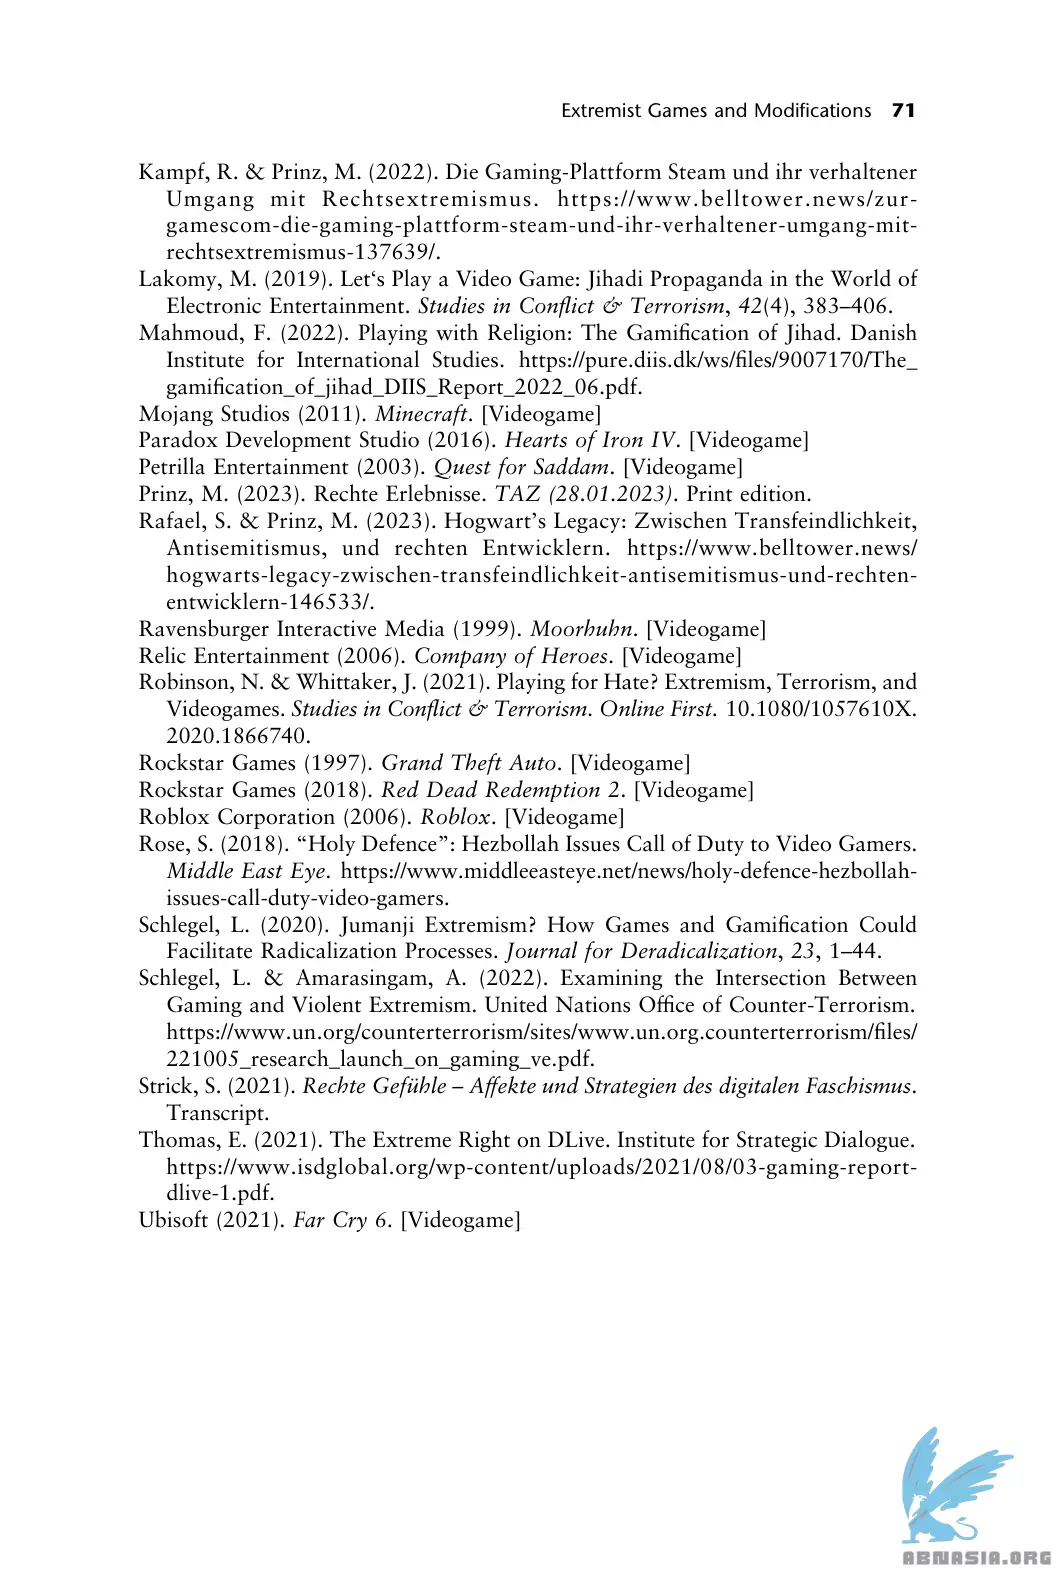 Extremist Games and Modifications 71
Kampf, R. & Prinz, M. (2022). Die Gaming-Plattform Steam und ihr verhaltener
Umgang mit Rechtsextremismus. https://www.belltower.news/zur-
gamescom-die-gaming-plattform-steam-und-ihr-verhaltener-umgang-mit-
rechtsextremismus-137639/.
Lakomy, M. (2019). Let‘s Play a Video Game: Jihadi Propaganda in the World of
Electronic Entertainment. Studies in Conflict & Terrorism, 42(4), 383–406.
Mahmoud, F. (2022). Playing with Religion: The Gamification of Jihad. Danish
Institute for International Studies. https://pure.diis.dk/ws/files/9007170/The_
gamification_of_jihad_DIIS_Report_2022_06.pdf.
Mojang Studios (2011). Minecraft. [Videogame]
Paradox Development Studio (2016). Hearts of Iron IV. [Videogame]
Petrilla Entertainment (2003). Quest for Saddam. [Videogame]
Prinz, M. (2023). Rechte Erlebnisse. TAZ (28.01.2023). Print edition.
Rafael, S. & Prinz, M. (2023). Hogwart’s Legacy: Zwischen Transfeindlichkeit,
Antisemitismus, und rechten Entwicklern. https://www.belltower.news/
hogwarts-legacy-zwischen-transfeindlichkeit-antisemitismus-und-rechten-
entwicklern-146533/.
Ravensburger Interactive Media (1999). Moorhuhn. [Videogame]
Relic Entertainment (2006). Company of Heroes. [Videogame]
Robinson, N. & Whittaker, J. (2021). Playing for Hate? Extremism, Terrorism, and
Videogames. Studies in Conflict & Terrorism. Online First. 10.1080/1057610X.
2020.1866740.
Rockstar Games (1997). Grand Theft Auto. [Videogame]
Rockstar Games (2018). Red Dead Redemption 2. [Videogame]
Roblox Corporation (2006). Roblox. [Videogame]
Rose, S. (2018). “Holy Defence”: Hezbollah Issues Call of Duty to Video Gamers.
Middle East Eye. https://www.middleeasteye.net/news/holy-defence-hezbollah-
issues-call-duty-video-gamers.
Schlegel, L. (2020). Jumanji Extremism? How Games and Gamification Could
Facilitate Radicalization Processes. Journal for Deradicalization, 23, 1–44.
Schlegel, L. & Amarasingam, A. (2022). Examining the Intersection Between
Gaming and Violent Extremism. United Nations Office of Counter-Terrorism.
https://www.un.org/counterterrorism/sites/www.un.org.counterterrorism/files/
221005_research_launch_on_gaming_ve.pdf.
Strick, S. (2021). Rechte Gefühle – Affekte und Strategien des digitalen Faschismus.
Transcript.
Thomas, E. (2021). The Extreme Right on DLive. Institute for Strategic Dialogue.
https://www.isdglobal.org/wp-content/uploads/2021/08/03-gaming-report-
dlive-1.pdf.
Ubisoft (2021). Far Cry 6. [Videogame]
ABNASIA.ORG